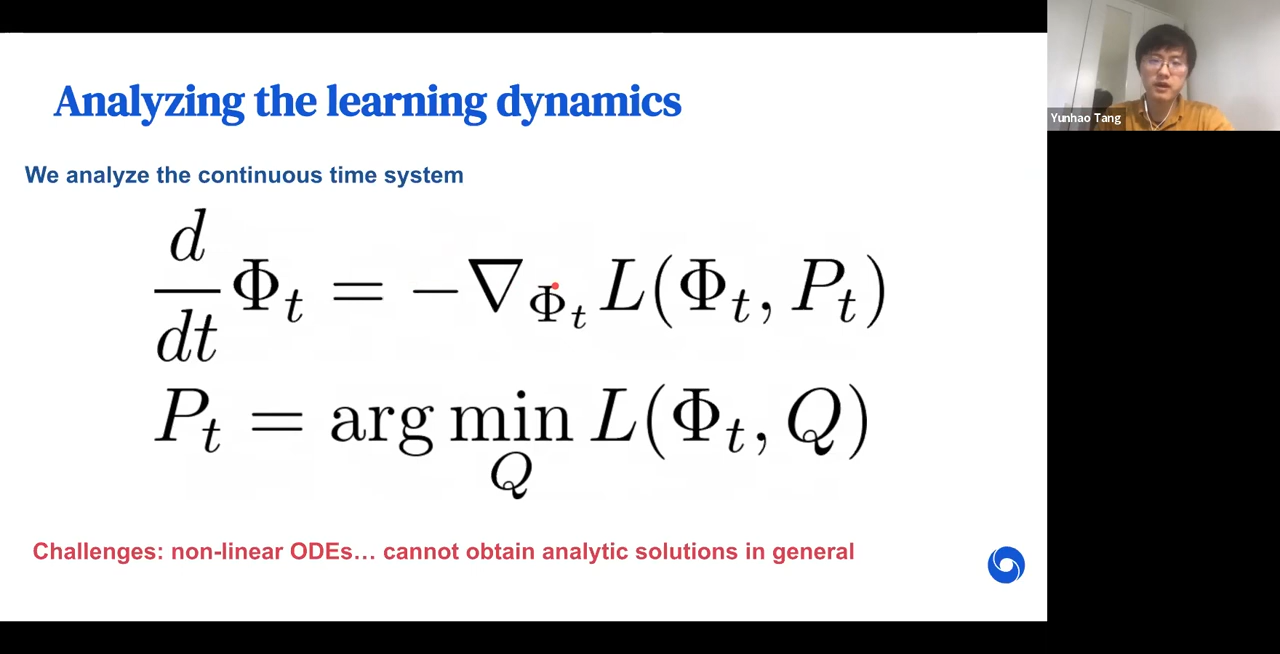 Analyzing the learning dynamics
Yunhao Tang
We analyze the continuous time system
d/dt Φ_t = −∇_{Φ_t} L(Φ_t, P_t)
P_t = arg min_Q L(Φ_t, Q)
Challenges: non-linear ODEs... cannot obtain analytic solutions in general